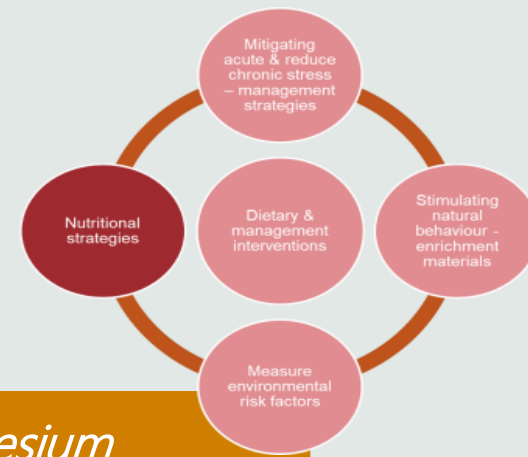 Mitigating
acute & reduce
chronic stress
– management
strategies
Nutritional
strategies
Dietary &
management
interventions
Stimulating
natural
behaviour -
enrichment
materials
Measure
environmental
risk factors